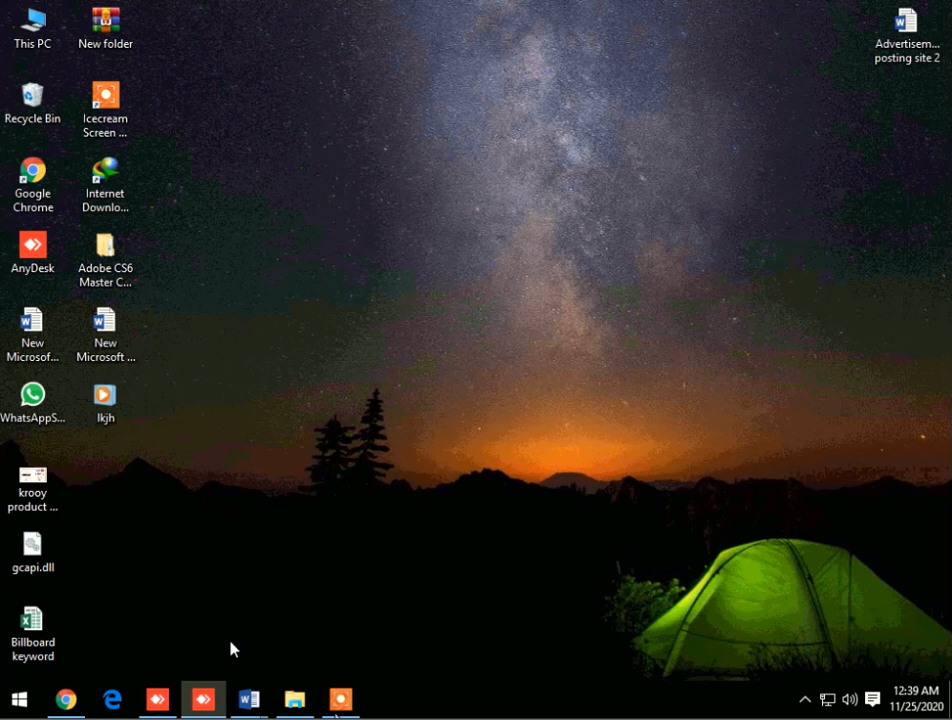 This PC
New folder
Advertisem...
posting site 2
Recycle Bin
Icecream
Screen ...
Google
Chrome
Internet
Downlo...
AnyDesk
Adobe CS6
Master C...
New
Microsof...
New
Microsoft ...
WhatsAppS...
lkjh
krooy
product ...
gcapi.dll
Billboard
keyword
12:39 AM
11/25/2020